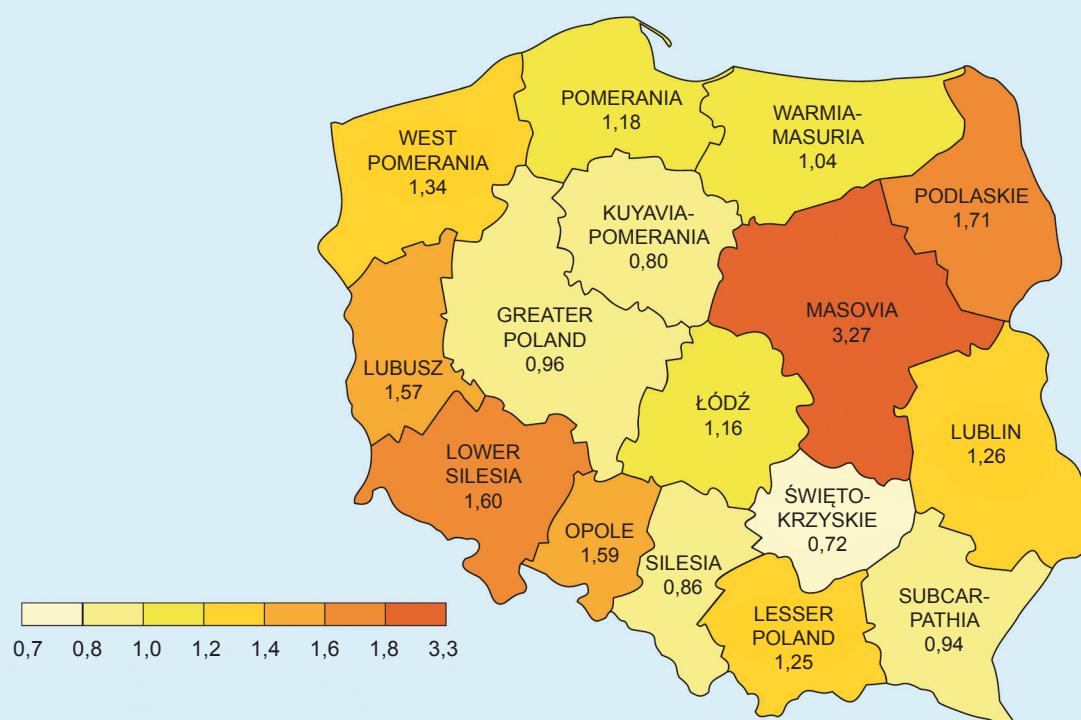 POMERANIA
1,18
WARMIA-
MASURIA
1,04
WEST
POMERANIA
1,34
PODLASKIE
1,71
KUYAVIA-
POMERANIA
0,80
MASOVIA
3,27
GREATER
POLAND
0,96
LUBUSZ
1,57
ŁÓDŹ
1,16
LUBLIN
1,26
LOWER
SILESIA
1,60
ŚWIĘTO-
KRZYSKIE
0,72
OPOLE
1,59
SILESIA
0,86
SUBCAR-
PATHIA
0,94
LESSER
POLAND
1,25
0,7 0,8 1,0 1,2 1,4 1,6 1,8 3,3